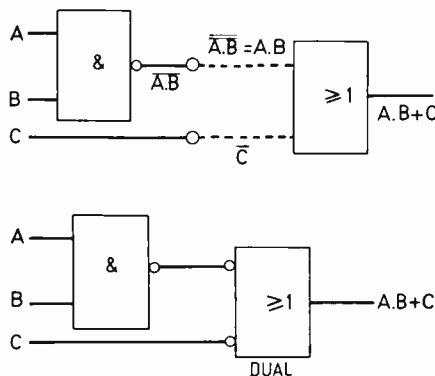 A
&
A̿.̿B̿ = A.B
A̅.̅B̅
B
≥1
A.B+C
C
C̅
A
&
B
≥1
A.B+C
C
DUAL